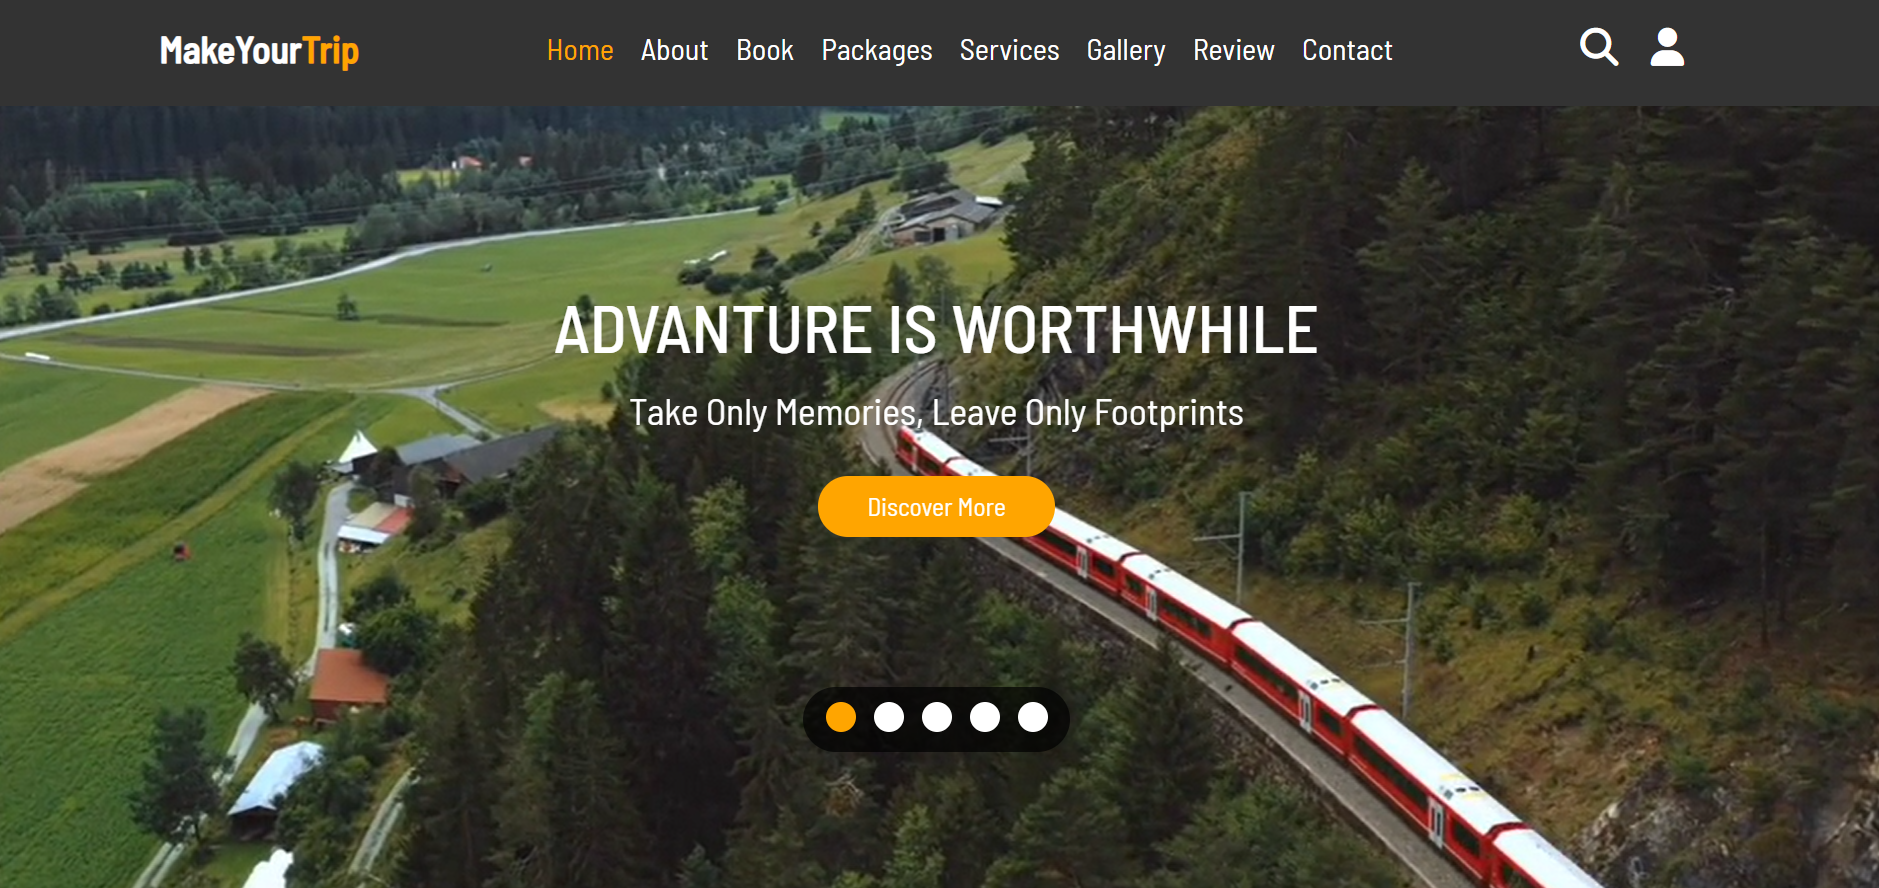 MakeYourTrip Home About Book Packages Services Gallery Review Contact
ADVANTURE IS WORTHWHILE
Take Only Memories, Leave Only Footprints
Discover More